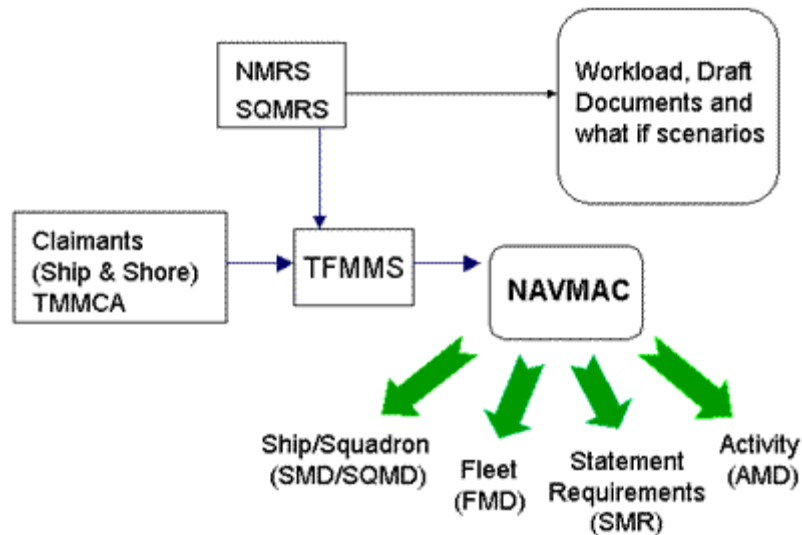 NMRS
SQMRS
Workload, Draft
Documents and
what if scenarios
Claimants
(Ship & Shore)
TMMCA
TFMMS
NAVMAC
Ship/Squadron
(SMD/SQMD)
Fleet
(FMD)
Statement
Requirements
(SMR)
Activity
(AMD)